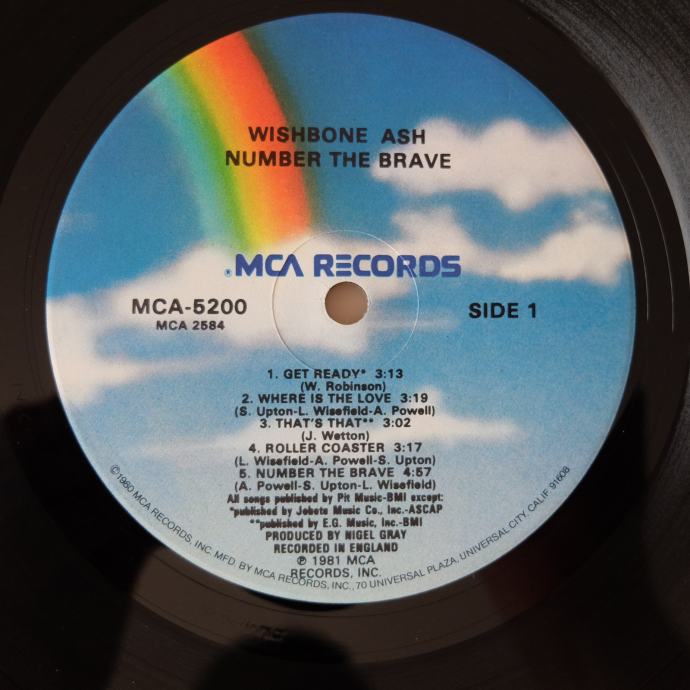 WISHBONE ASH
NUMBER THE BRAVE
MCA RECORDS
MCA-5200
MCA 2584
SIDE 1
1. GET READY* 3:13
(W. Robinson)
2. WHERE IS THE LOVE 3:19
(S. Upton-L. Wisefield-A. Powell)
3. THAT'S THAT** 3:02
(J. Wetton)
4. ROLLER COASTER 3:17
(L. Wisefield-A. Powell-S. Upton)
5. NUMBER THE BRAVE 4:57
(A. Powell-S. Upton-L. Wisefield)
All songs published by Pit Music-BMI except:
*published by Jobete Music Co., Inc.-ASCAP
**published by E.G. Music, Inc.-BMI
PRODUCED BY NIGEL GRAY
RECORDED IN ENGLAND
℗ 1981 MCA
RECORDS, INC.
©1980 MCA RECORDS, INC. MFD. BY MCA RECORDS, INC., 70 UNIVERSAL PLAZA, UNIVERSAL CITY, CALIF. 91608